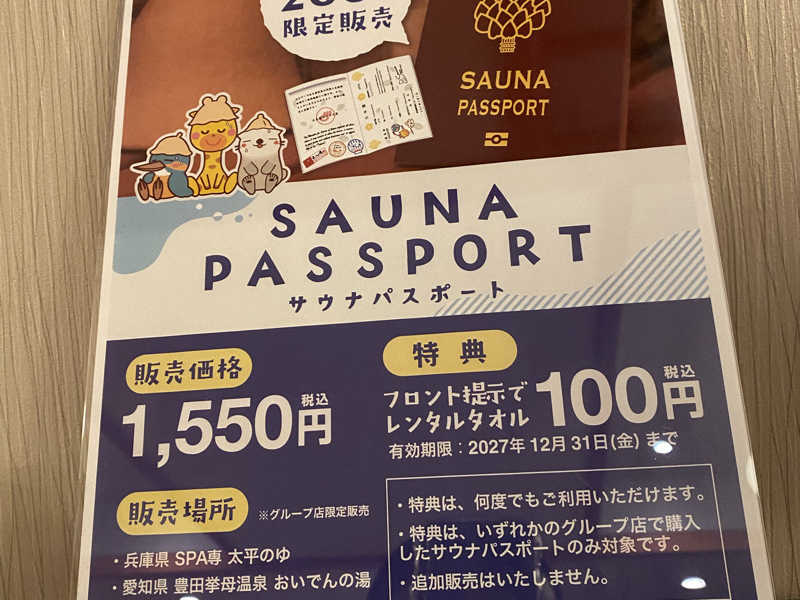 限定販売
SAUNA
PASSPORT
SAUNA
PASSPORT
サウナパスポート
販売価格
1,550円 税込
特典
フロント提示で
レンタルタオル
100円 税込
有効期限：2027年12月31日(金)まで
販売場所 ※グループ店限定販売
・兵庫県 SPA専 太平のゆ
・愛知県 豊田挙母温泉 おいでんの湯
・特典は、何度でもご利用いただけます。
・特典は、いずれかのグループ店で購入
したサウナパスポートのみ対象です。
・追加販売はいたしません。